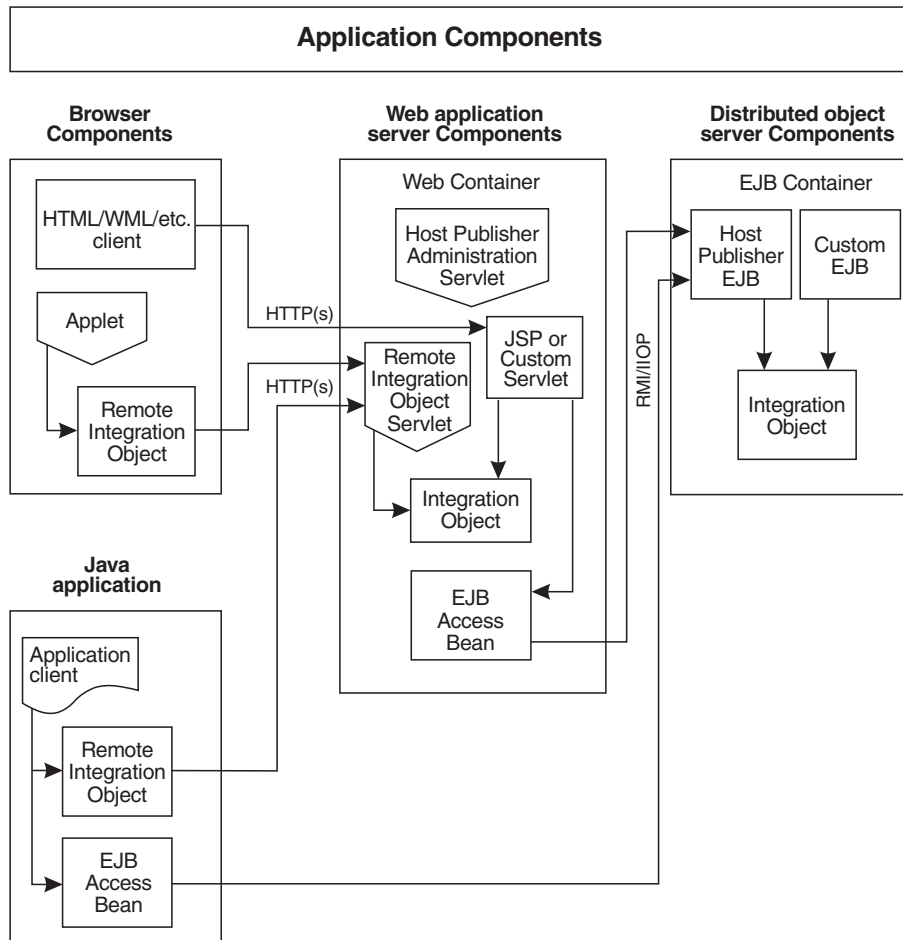 Application Components
Browser
Components
Web application
server Components
Distributed object
server Components
HTML/WML/etc.
client
Applet
Remote
Integration
Object
Web Container
Host Publisher
Administration
Servlet
HTTP(s)
JSP or
Custom
Servlet
Remote
Integration
Object
Servlet
HTTP(s)
Integration
Object
EJB
Access
Bean
RMI/IIOP
EJB Container
Host
Publisher
EJB
Custom
EJB
Integration
Object
Java
application
Application
client
Remote
Integration
Object
EJB
Access
Bean